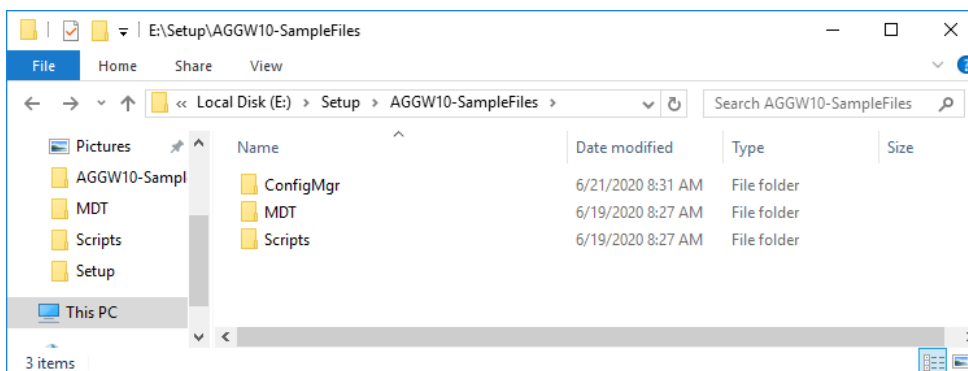 E:\Setup\AGGW10-SampleFiles
File Home Share View
« Local Disk (E:) > Setup > AGGW10-SampleFiles > Search AGGW10-SampleFiles
Pictures
AGGW10-Sampl
MDT
Scripts
Setup
This PC
Name Date modified Type Size
ConfigMgr 6/21/2020 8:31 AM File folder
MDT 6/19/2020 8:27 AM File folder
Scripts 6/19/2020 8:27 AM File folder
3 items